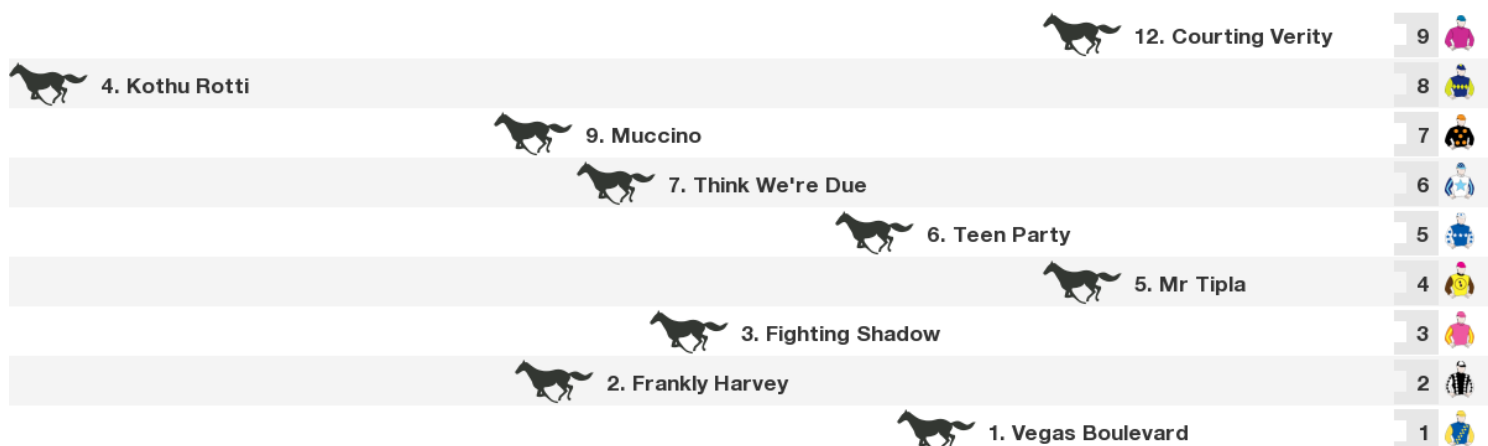 12. Courting Verity 9
4. Kothu Rotti 8
9. Muccino 7
7. Think We're Due 6
6. Teen Party 5
5. Mr Tipla 4
3. Fighting Shadow 3
2. Frankly Harvey 2
1. Vegas Boulevard 1